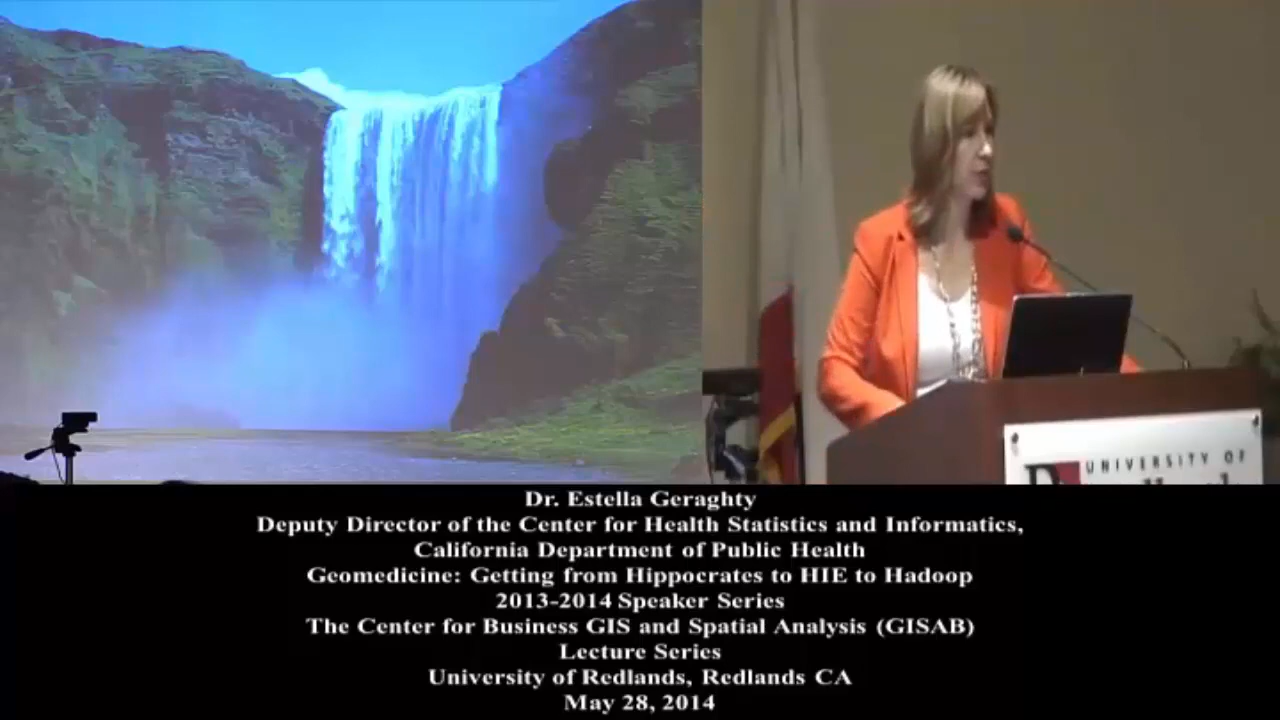 UNIVERSITY OF
Dr. Estella Geraghty
Deputy Director of the Center for Health Statistics and Informatics,
California Department of Public Health
Geomedicine: Getting from Hippocrates to HIE to Hadoop
2013-2014 Speaker Series
The Center for Business GIS and Spatial Analysis (GISAB)
Lecture Series
University of Redlands, Redlands CA
May 28, 2014